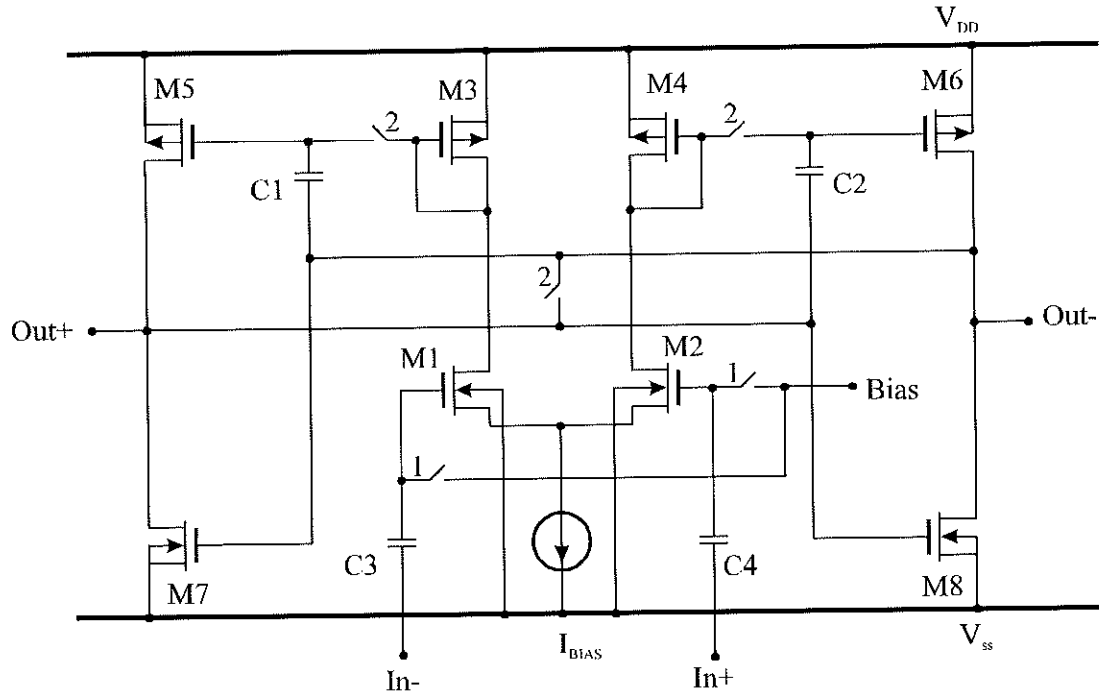 V_DD
M5
M3
M4
M6
2
2
C1
C2
2
Out+
Out-
M1
M2
1
Bias
1
C3
C4
M7
M8
I_BIAS
V_ss
In-
In+